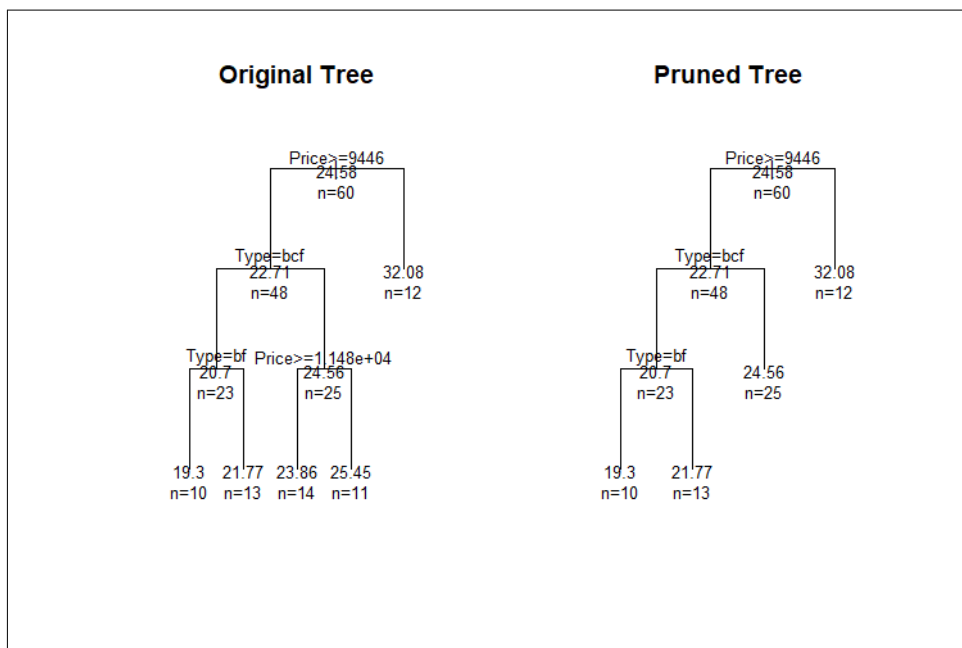 Original Tree
Price>=9446
24.58
n=60
Type=bcf
22.71
n=48
32.08
n=12
Type=bf
20.7
n=23
Price>=1.148e+04
24.56
n=25
19.3
n=10
21.77
n=13
23.86
n=14
25.45
n=11
Pruned Tree
Price>=9446
24.58
n=60
Type=bcf
22.71
n=48
32.08
n=12
Type=bf
20.7
n=23
24.56
n=25
19.3
n=10
21.77
n=13